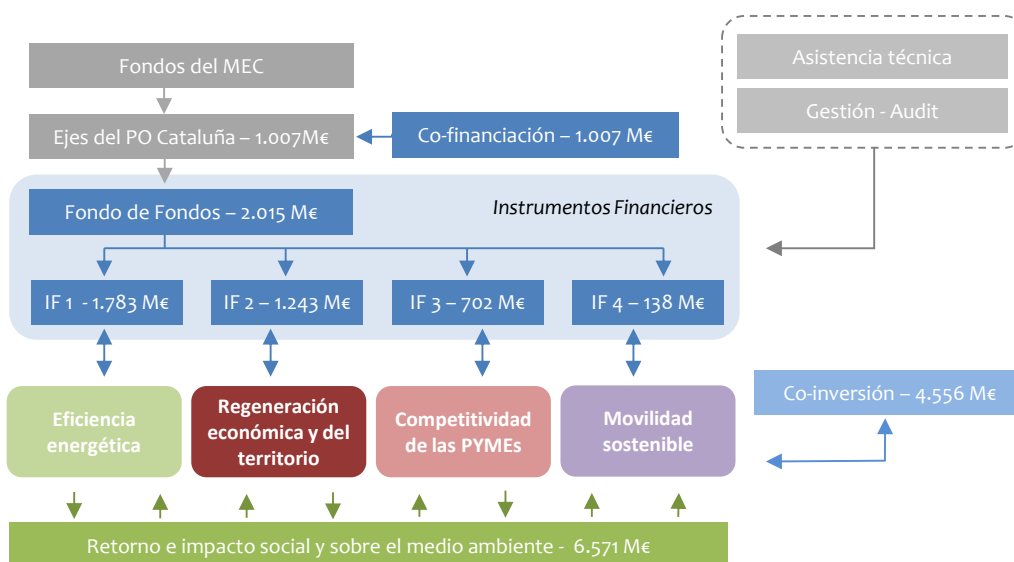 Fondos del MEC
Asistencia técnica
Gestión - Audit
Ejes del PO Cataluña – 1.007M€
Co-financiación – 1.007 M€
Fondo de Fondos – 2.015 M€
Instrumentos Financieros
IF 1 - 1.783 M€
IF 2 – 1.243 M€
IF 3 – 702 M€
IF 4 – 138 M€
Eficiencia
energética
Regeneración
económica y del
territorio
Competitividad
de las PYMEs
Movilidad
sostenible
Co-inversión – 4.556 M€
Retorno e impacto social y sobre el medio ambiente - 6.571 M€